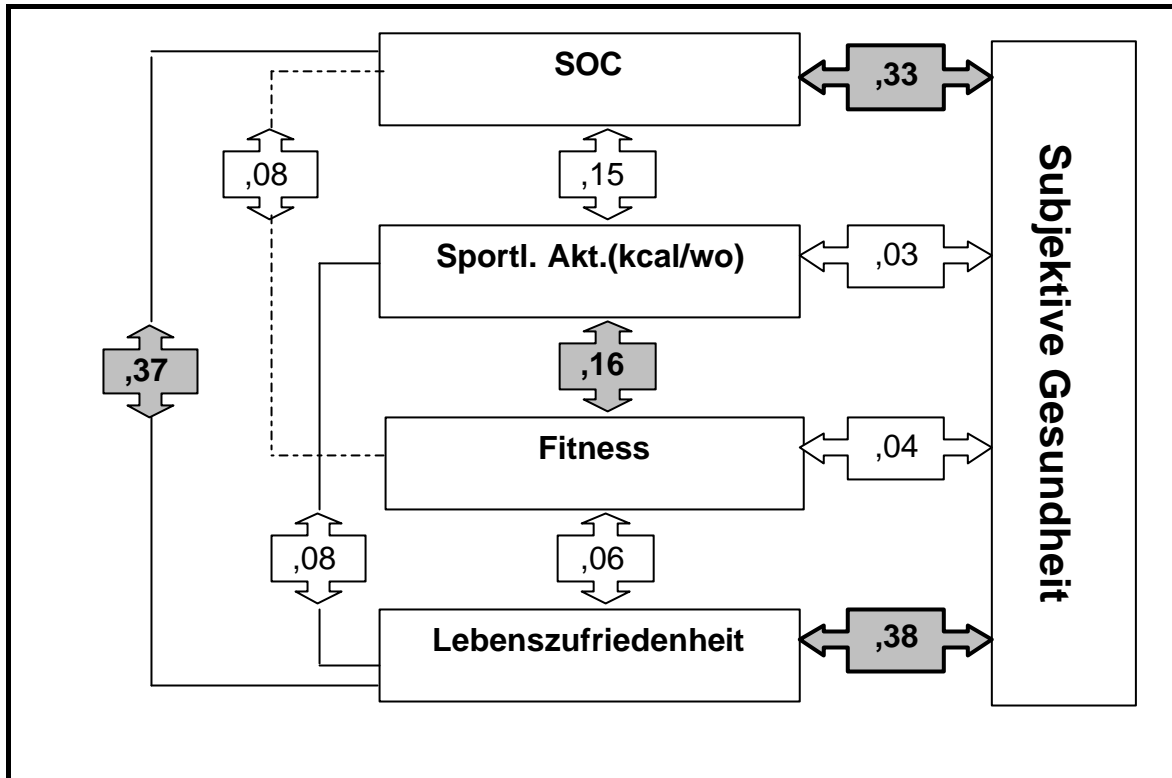 SOC
,33
,08
,15
Sportl. Akt.(kcal/wo)
,03
,37
,16
Fitness
,04
,08
,06
Lebenszufriedenheit
,38
Subjektive Gesundheit